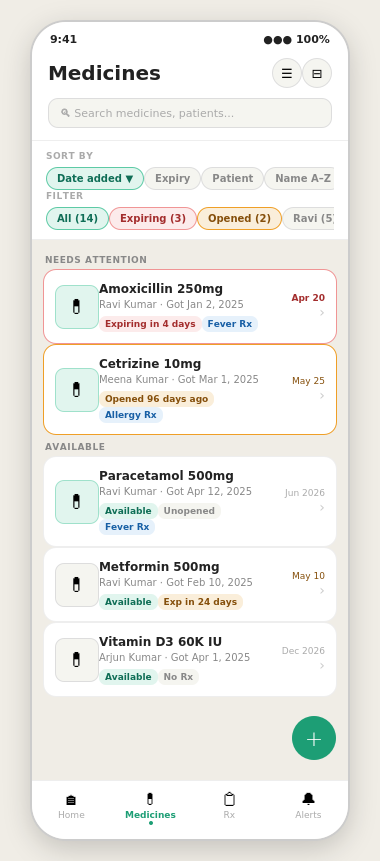 9:41 ●●● 100%
Medicines
Search medicines, patients...
SORT BY
Date added ▼ Expiry Patient Name A–Z
FILTER
All (14) Expiring (3) Opened (2) Ravi (5)
NEEDS ATTENTION
Amoxicillin 250mg
Ravi Kumar · Got Jan 2, 2025
Apr 20
Expiring in 4 days Fever Rx
Cetrizine 10mg
Meena Kumar · Got Mar 1, 2025
May 25
Opened 96 days ago
Allergy Rx
AVAILABLE
Paracetamol 500mg
Ravi Kumar · Got Apr 12, 2025
Jun 2026
Available Unopened
Fever Rx
Metformin 500mg
Ravi Kumar · Got Feb 10, 2025
May 10
Available Exp in 24 days
Vitamin D3 60K IU
Arjun Kumar · Got Apr 1, 2025
Dec 2026
Available No Rx
+
Home Medicines Rx Alerts